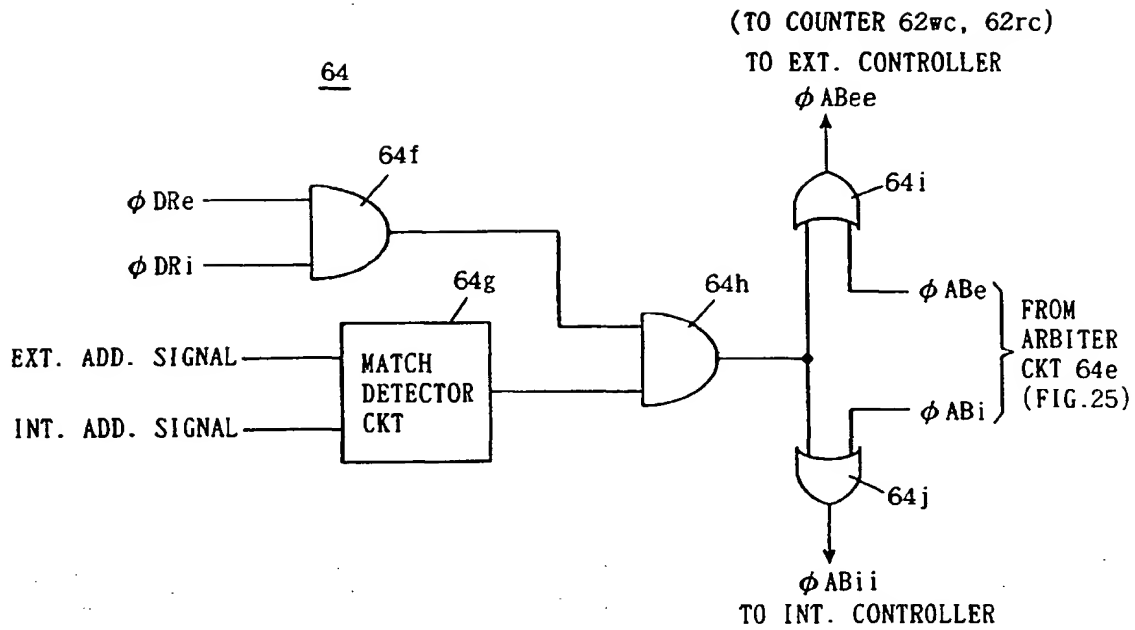 (TO COUNTER 62wc, 62rc)
TO EXT. CONTROLLER
φ ABee
64
64f
64i
φ DRe
φ DRi
64g
64h
φ ABe
EXT. ADD. SIGNAL
MATCH
DETECTOR
CKT
FROM
ARBITER
CKT 64e
(FIG.25)
INT. ADD. SIGNAL
φ ABi
64j
φ ABii
TO INT. CONTROLLER